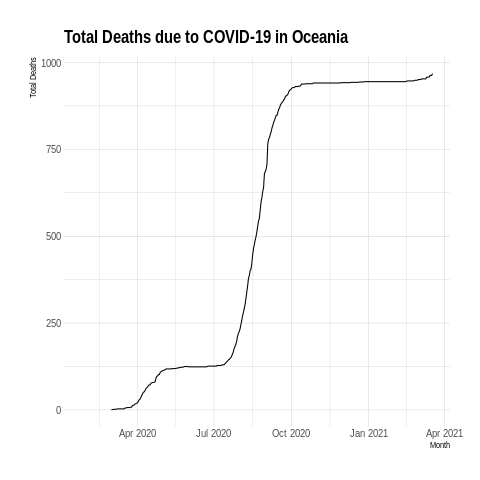 Total Deaths due to COVID-19 in Oceania
Total Deaths
1000
750
500
250
0
Apr 2020 Jul 2020 Oct 2020 Jan 2021 Apr 2021
Month